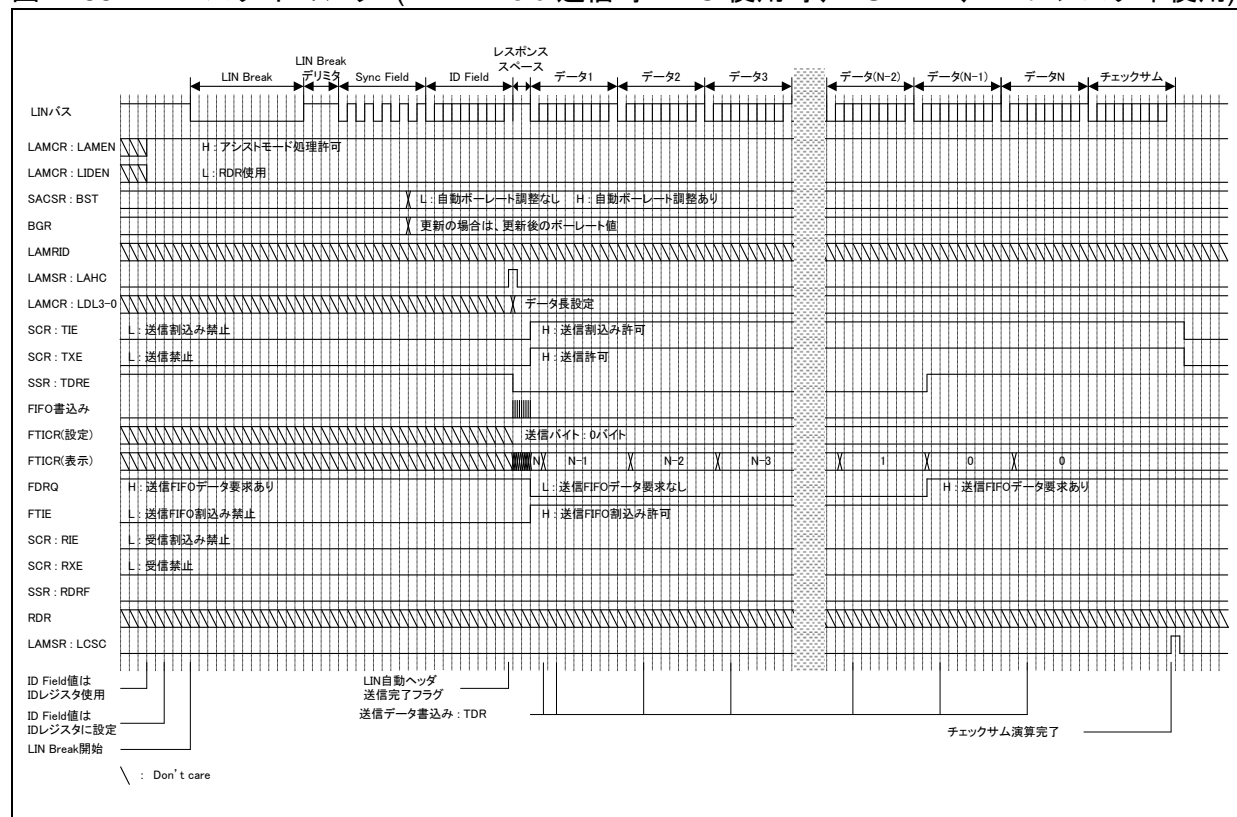 レスポンス
スペース
LIN Break
デリミタ
LIN Break
Sync Field
ID Field
データ1
データ2
データ3
データ(N-2)
データ(N-1)
データN
チェックサム
LINバス
LAMCR : LAMEN
H : アシストモード処理許可
LAMCR : LIDEN
L : RDR使用
SACSR : BST
L : 自動ボーレート調整なし H : 自動ボーレート調整あり
BGR
更新の場合は、更新後のボーレート値
LAMRID
LAMSR : LAHC
LAMCR : LDL3-0
データ長設定
SCR : TIE
L : 送信割込み禁止
H : 送信割込み許可
SCR : TXE
L : 送信禁止
H : 送信許可
SSR : TDRE
FIFO書込み
FTICR(設定)
送信バイト : 0バイト
FTICR(表示)
N
N-1
N-2
N-3
1
0
0
FDRQ
H : 送信FIFOデータ要求あり
L : 送信FIFOデータ要求なし
H : 送信FIFOデータ要求あり
FTIE
L : 送信FIFO割込み禁止
H : 送信FIFO割込み許可
SCR : RIE
L : 受信割込み禁止
SCR : RXE
L : 受信禁止
SSR : RDRF
RDR
LAMSR : LCSC
ID Field値は
IDレジスタ使用
LIN自動ヘッダ
送信完了フラグ
ID Field値は
IDレジスタに設定
送信データ書込み : TDR
LIN Break開始
チェックサム演算完了
: Don't care